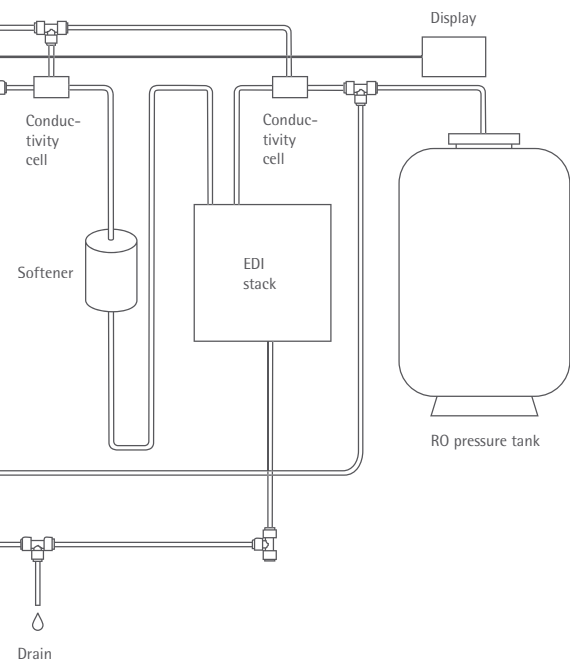 Display
Conduc-
tivity
cell
Conduc-
tivity
cell
Softener
EDI
stack
RO pressure tank
Drain